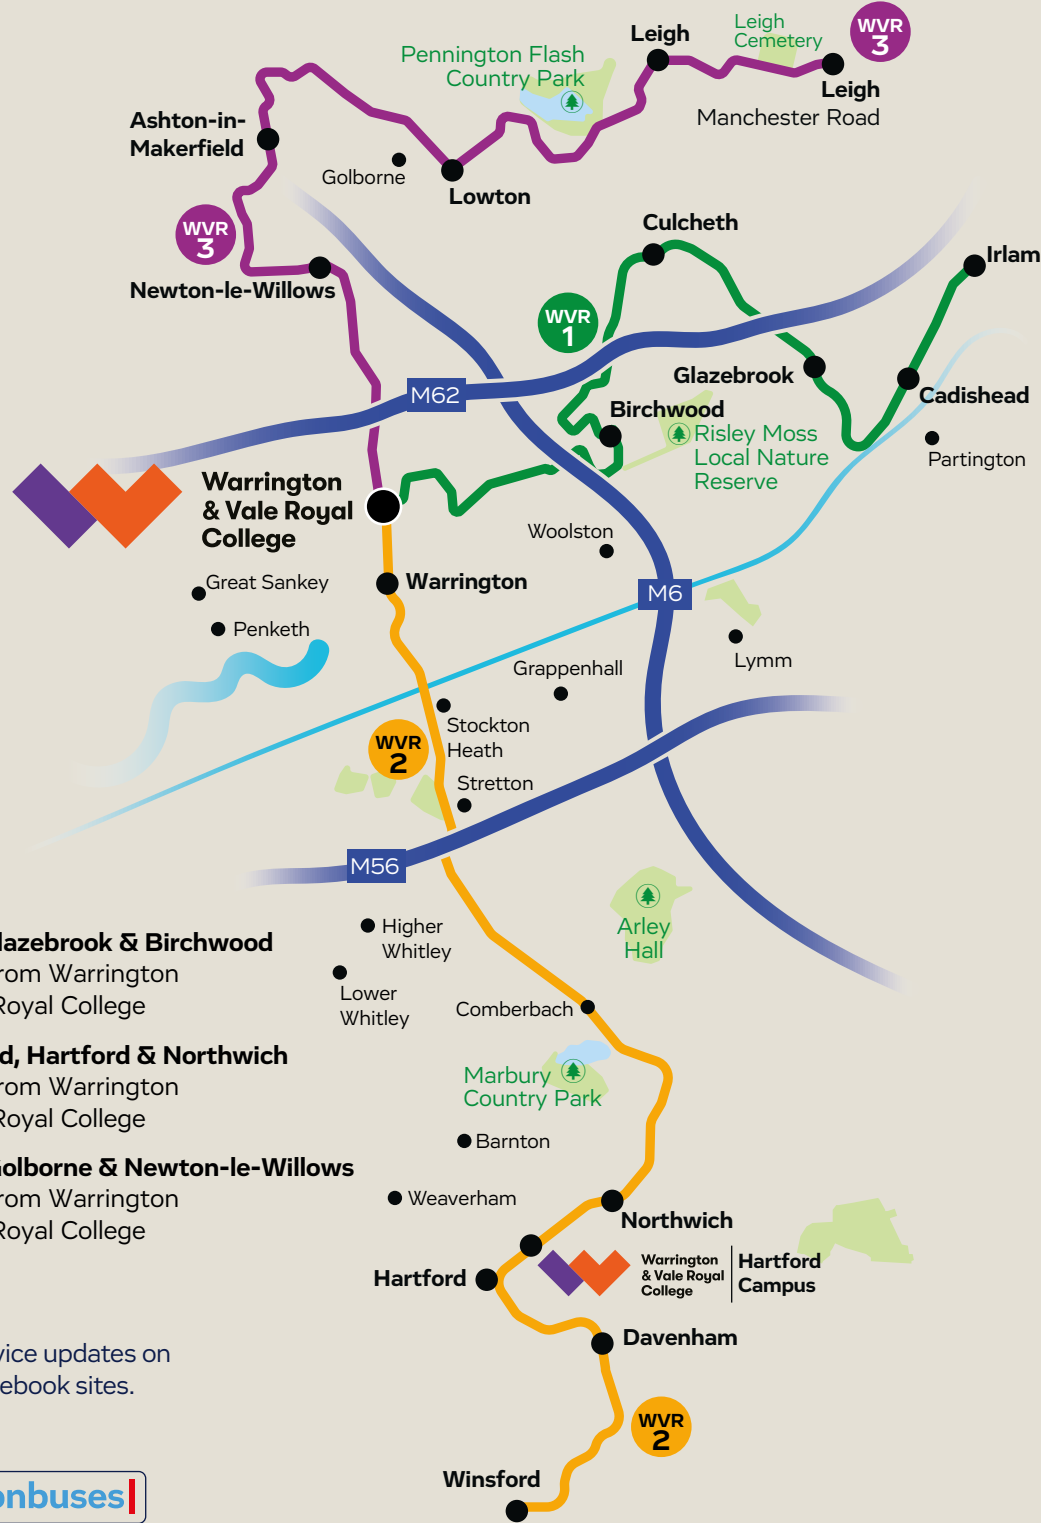 Leigh
Cemetery
WVR
3
Leigh
Pennington Flash
Country Park
Leigh
Manchester Road
Ashton-in-
Makerfield
Golborne
Lowton
WVR
3
Culcheth
Irlam
Newton-le-Willows
WVR
1
Glazebrook
M62
Cadishead
Birchwood
Risley Moss
Local Nature
Reserve
Partington
Warrington
& Vale Royal
College
Woolston
Great Sankey
Warrington
M6
Penketh
Lymm
Grappenhall
Stockton
Heath
WVR
2
Stretton
M56
Higher
Whitley
Arley
Hall
lazebrook & Birchwood
rom Warrington
Royal College
Lower
Whitley
Comberbach
d, Hartford & Northwich
rom Warrington
Royal College
Marbury
Country Park
Barnton
olborne & Newton-le-Willows
rom Warrington
Royal College
Weaverham
Northwich
Warrington
& Vale Royal
College
Hartford
Campus
Hartford
Davenham
vice updates on
ebook sites.
WVR
2
Winsford
onbuses